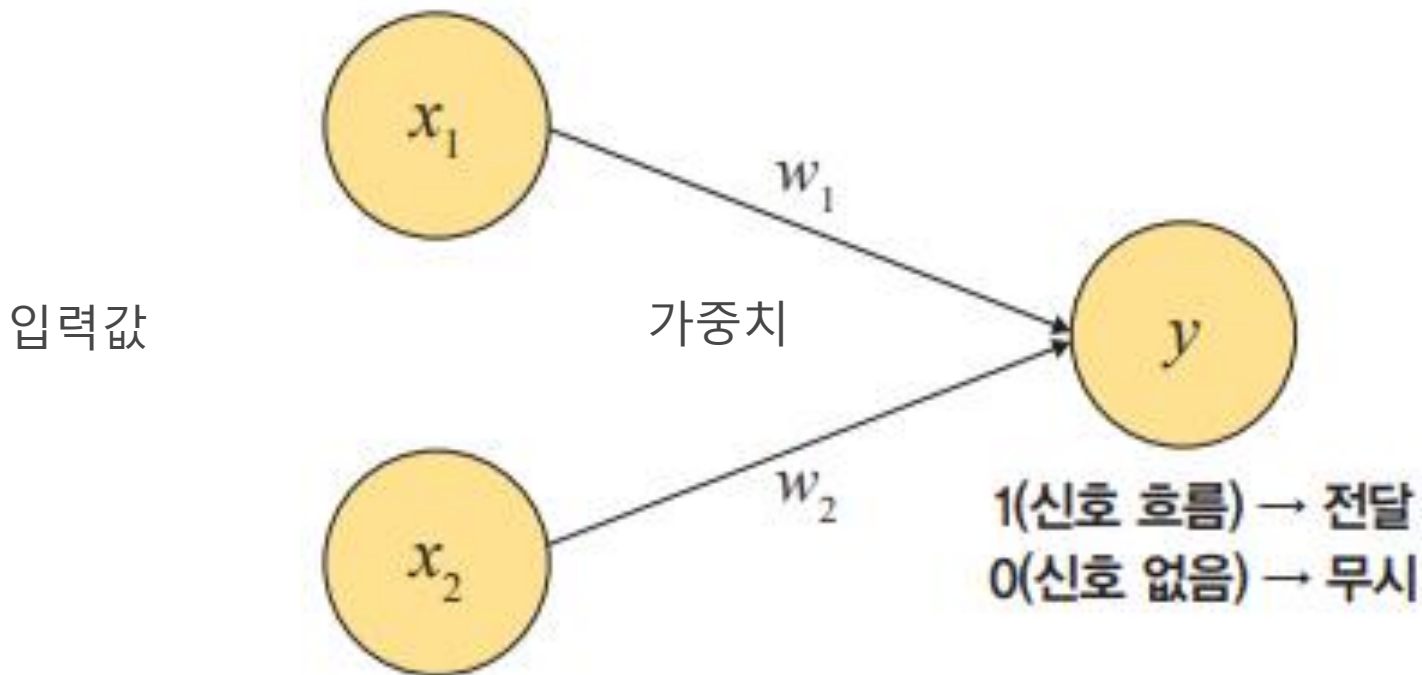 x₁
w₁
입력값
가중치
y
w₂
x₂
1(신호 흐름) → 전달
0(신호 없음) → 무시